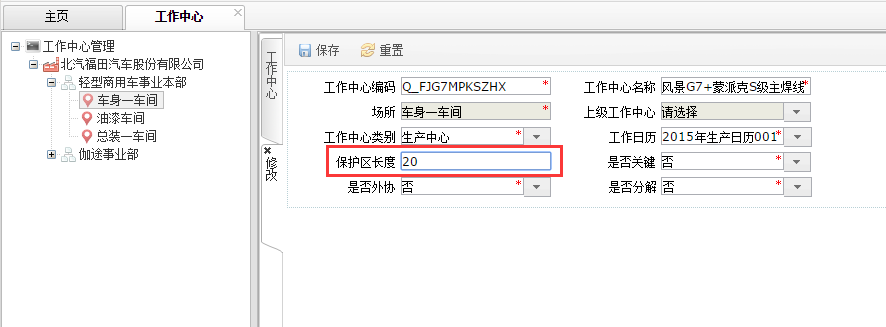 主页
工作中心
工作中心管理
北汽福田汽车股份有限公司
轻型商用车事业本部
车身一车间
油漆车间
总装一车间
伽途事业部
工作中心
修改
保存 重置
工作中心编码 Q_FJG7MPKSZHX * 工作中心名称 风景G7+蒙派克S级主焊线 *
场所 车身一车间 * 上级工作中心 请选择
工作中心类别 生产中心 * 工作日历 2015年生产日历001 *
保护区长度 20 是否关键 否 *
是否外协 否 * 是否分解 否 *